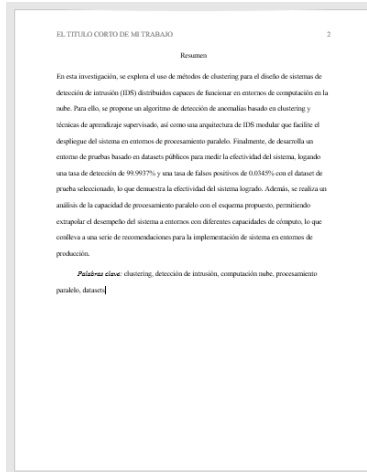 EL TITULO CORTO DE MI TRABAJO 2
Resumen
En esta investigación, se explora el uso de métodos de clustering para el diseño de sistemas de
detección de intrusión (IDS) distribuidos capaces de funcionar en entornos de computación en la
nube. Para ello, se propone un algoritmo de detección de anomalías basado en clustering y
técnicas de aprendizaje supervisado, así como una arquitectura de IDS modular que facilite el
despliegue del sistema en entornos de procesamiento paralelo. Finalmente, de desarrolla un
entorno de pruebas basado en datasets públicos para medir la efectividad del sistema, logando
una tasa de detección de 99.9937% y una tasa de falsos positivos de 0.0345% con el dataset de
prueba seleccionado, lo que demuestra la efectividad del sistema logrado. Además, se realiza un
análisis de la capacidad de procesamiento paralelo con el esquema propuesto, permitiendo
extrapolar el desempeño del sistema a entornos con diferentes capacidades de cómputo, lo que
conlleva a una serie de recomendaciones para la implementación de sistema en entornos de
producción.
Palabras clave: clustering, detección de intrusión, computación nube, procesamiento
paralelo, datasets